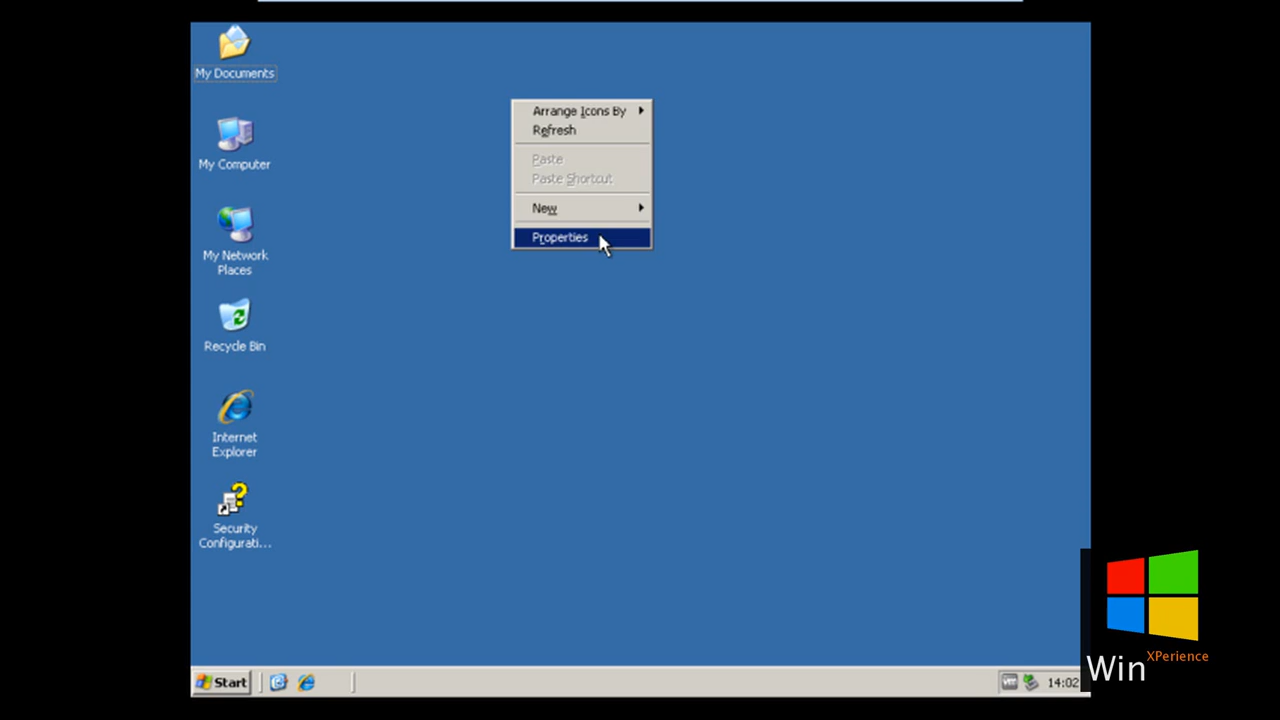 My Documents
My Computer
My Network
Places
Recycle Bin
Internet
Explorer
Security
Configurati...
Arrange Icons By
Refresh
Paste
Paste Shortcut
New
Properties
Start
14:02
Win XPerience